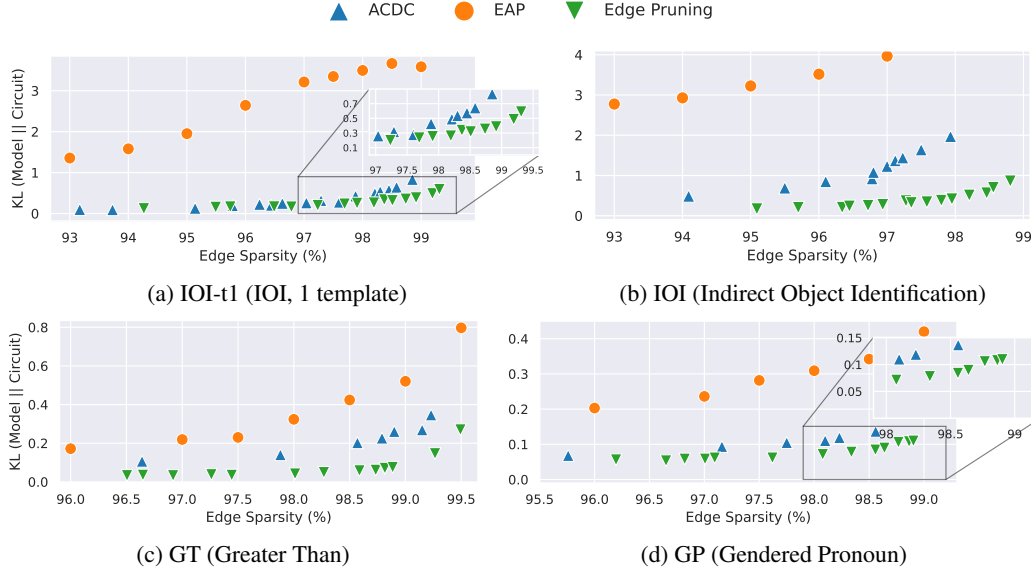 ACDC EAP Edge Pruning
KL (Model || Circuit)
3
2
1
0
0.7
0.5
0.3
0.1
97 97.5 98 98.5 99 99.5
93 94 95 96 97 98 99
Edge Sparsity (%)
(a) IOI-t1 (IOI, 1 template)
4
3
2
1
0
93 94 95 96 97 98 99
Edge Sparsity (%)
(b) IOI (Indirect Object Identification)
KL (Model || Circuit)
0.8
0.6
0.4
0.2
0.0
96.0 96.5 97.0 97.5 98.0 98.5 99.0 99.5
Edge Sparsity (%)
(c) GT (Greater Than)
0.4
0.3
0.2
0.1
0.0
0.15
0.1
0.05
98 98.5 99
95.5 96.0 96.5 97.0 97.5 98.0 98.5 99.0
Edge Sparsity (%)
(d) GP (Gendered Pronoun)